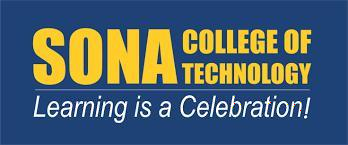 SONA COLLEGE OF
TECHNOLOGY
Learning is a Celebration!